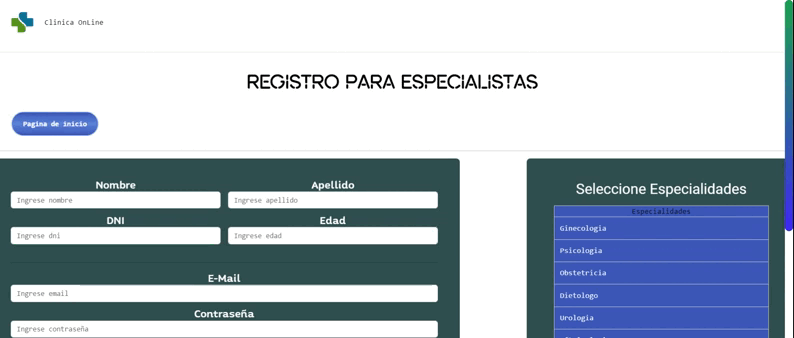 Clinica OnLine
REGISTRO PARA ESPECIALISTAS
Pagina de inicio
Nombre
Apellido
Ingrese nombre
Ingrese apellido
DNI
Edad
Ingrese dni
Ingrese edad
E-Mail
Ingrese email
Contraseña
Ingrese contraseña
Seleccione Especialidades
Especialidades
Ginecologia
Psicologia
Obstetricia
Dietologo
Urologia